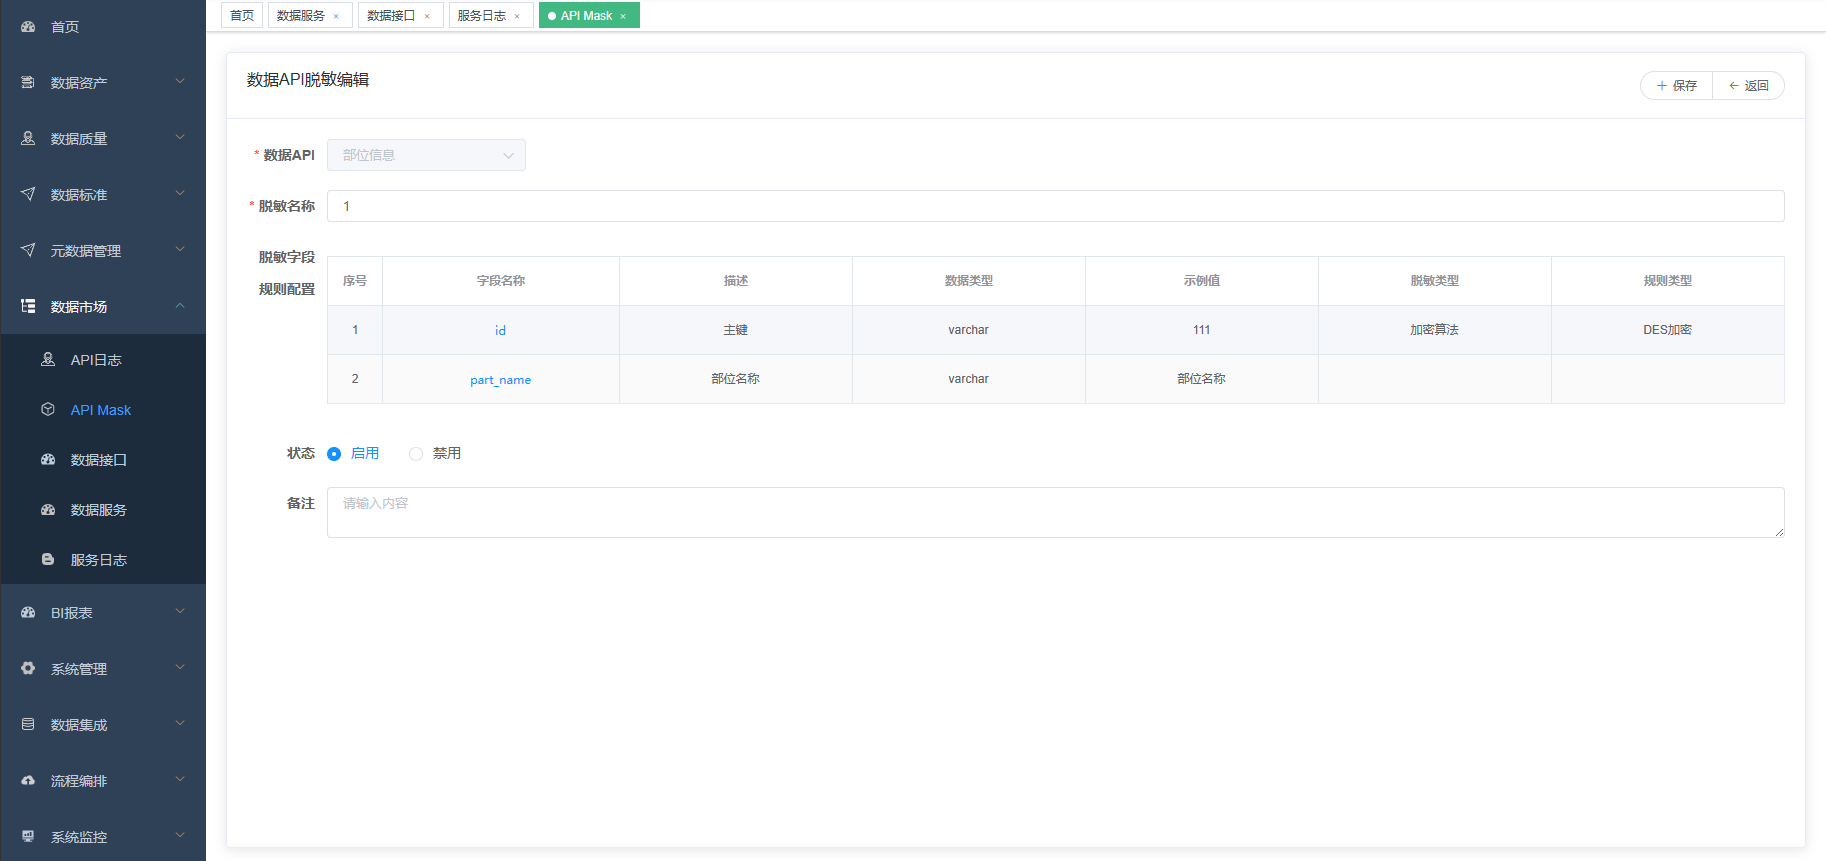 首页
数据资产
数据质量
数据标准
元数据管理
数据市场
API日志
API Mask
数据接口
数据服务
服务日志
BI报表
系统管理
数据集成
流程编排
系统监控
首页 数据服务 × 数据接口 × 服务日志 × API Mask ×
数据API脱敏编辑
保存 返回
* 数据API 部位信息
* 脱敏名称 1
脱敏字段
规则配置
序号 字段名称 描述 数据类型 示例值 脱敏类型 规则类型
1 id 主键 varchar 111 加密算法 DES加密
2 part_name 部位名称 varchar 部位名称
状态 启用 禁用
备注 请输入内容